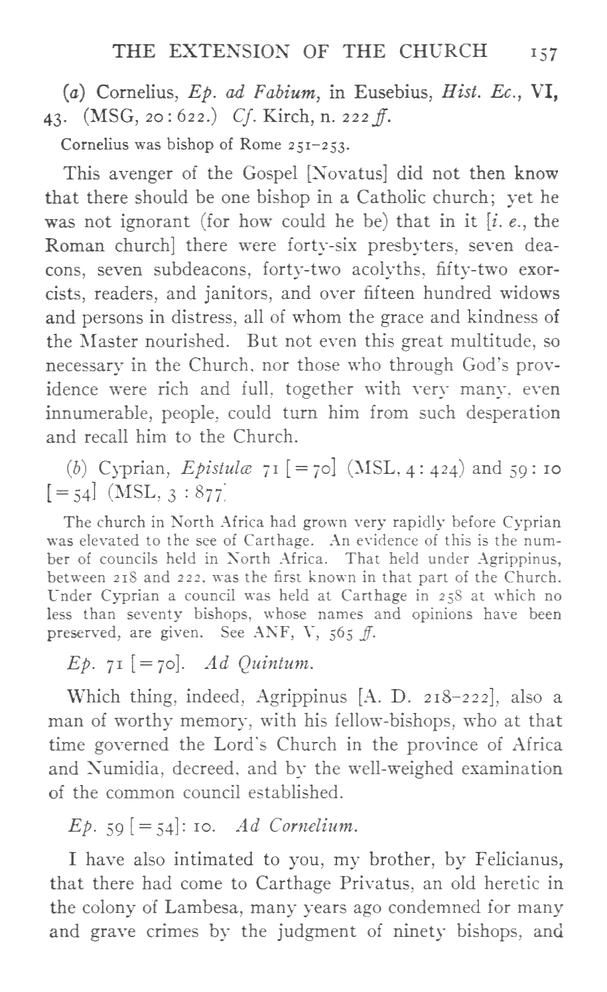 THE EXTENSION OF THE CHURCH 157
(a) Cornelius, Ep. ad Fabium, in Eusebius, Hist. Ec., VI,
43. (MSG, 20:622.) Cf. Kirch, n. 222 ff.
Cornelius was bishop of Rome 251–253.
This avenger of the Gospel [Novatus] did not then know
that there should be one bishop in a Catholic church; yet he
was not ignorant (for how could he be) that in it [i. e., the
Roman church] there were forty-six presbyters, seven dea-
cons, seven subdeacons, forty-two acolyths, fifty-two exor-
cists, readers, and janitors, and over fifteen hundred widows
and persons in distress, all of whom the grace and kindness of
the Master nourished. But not even this great multitude, so
necessary in the Church, nor those who through God's prov-
idence were rich and full, together with very many, even
innumerable, people, could turn him from such desperation
and recall him to the Church.
(b) Cyprian, Epistulæ 71 [=70] (MSL, 4:424) and 59:10
[=54] (MSL, 3:877.
The church in North Africa had grown very rapidly before Cyprian
was elevated to the see of Carthage. An evidence of this is the num-
ber of councils held in North Africa. That held under Agrippinus,
between 218 and 222, was the first known in that part of the Church.
Under Cyprian a council was held at Carthage in 258 at which no
less than seventy bishops, whose names and opinions have been
preserved, are given. See ANF, V, 565 ff.
Ep. 71 [=70]. Ad Quintum.
Which thing, indeed, Agrippinus [A. D. 218–222], also a
man of worthy memory, with his fellow-bishops, who at that
time governed the Lord's Church in the province of Africa
and Numidia, decreed, and by the well-weighed examination
of the common council established.
Ep. 59 [=54]: 10. Ad Cornelium.
I have also intimated to you, my brother, by Felicianus,
that there had come to Carthage Privatus, an old heretic in
the colony of Lambesa, many years ago condemned for many
and grave crimes by the judgment of ninety bishops, and